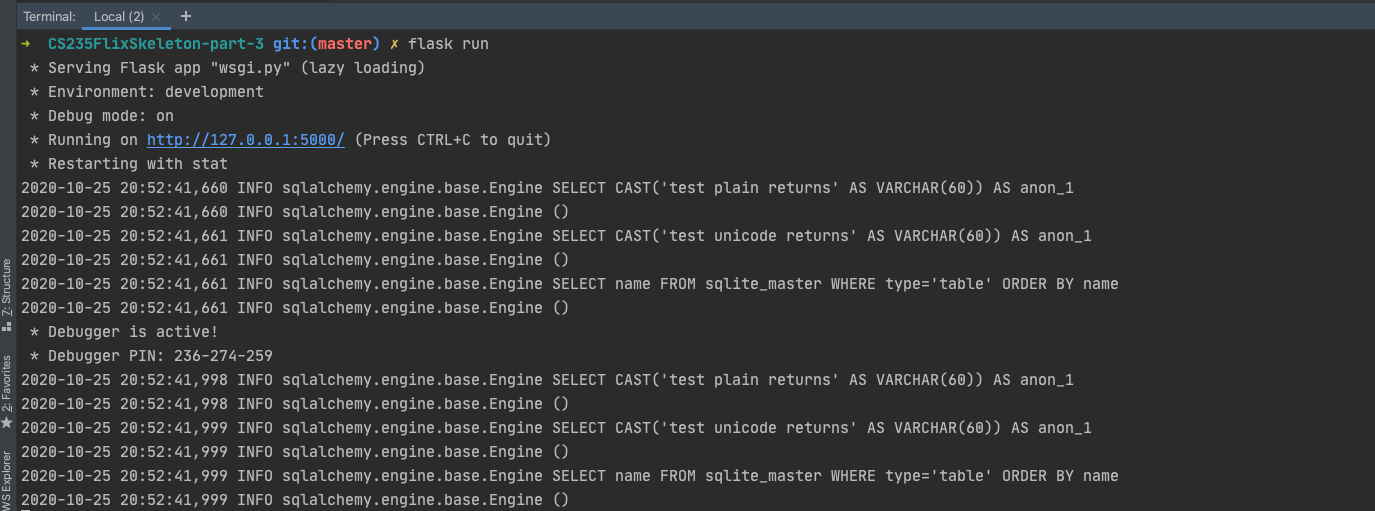 Terminal: Local (2) × +
➜ CS235FlixSkeleton-part-3 git:(master) ✗ flask run
* Serving Flask app "wsgi.py" (lazy loading)
* Environment: development
* Debug mode: on
* Running on http://127.0.0.1:5000/ (Press CTRL+C to quit)
* Restarting with stat
2020-10-25 20:52:41,660 INFO sqlalchemy.engine.base.Engine SELECT CAST('test plain returns' AS VARCHAR(60)) AS anon_1
2020-10-25 20:52:41,660 INFO sqlalchemy.engine.base.Engine ()
2020-10-25 20:52:41,661 INFO sqlalchemy.engine.base.Engine SELECT CAST('test unicode returns' AS VARCHAR(60)) AS anon_1
2020-10-25 20:52:41,661 INFO sqlalchemy.engine.base.Engine ()
2020-10-25 20:52:41,661 INFO sqlalchemy.engine.base.Engine SELECT name FROM sqlite_master WHERE type='table' ORDER BY name
2020-10-25 20:52:41,661 INFO sqlalchemy.engine.base.Engine ()
* Debugger is active!
* Debugger PIN: 236-274-259
2020-10-25 20:52:41,998 INFO sqlalchemy.engine.base.Engine SELECT CAST('test plain returns' AS VARCHAR(60)) AS anon_1
2020-10-25 20:52:41,998 INFO sqlalchemy.engine.base.Engine ()
2020-10-25 20:52:41,999 INFO sqlalchemy.engine.base.Engine SELECT CAST('test unicode returns' AS VARCHAR(60)) AS anon_1
2020-10-25 20:52:41,999 INFO sqlalchemy.engine.base.Engine ()
2020-10-25 20:52:41,999 INFO sqlalchemy.engine.base.Engine SELECT name FROM sqlite_master WHERE type='table' ORDER BY name
2020-10-25 20:52:41,999 INFO sqlalchemy.engine.base.Engine ()
7: Structure
2: Favorites
WS Explorer